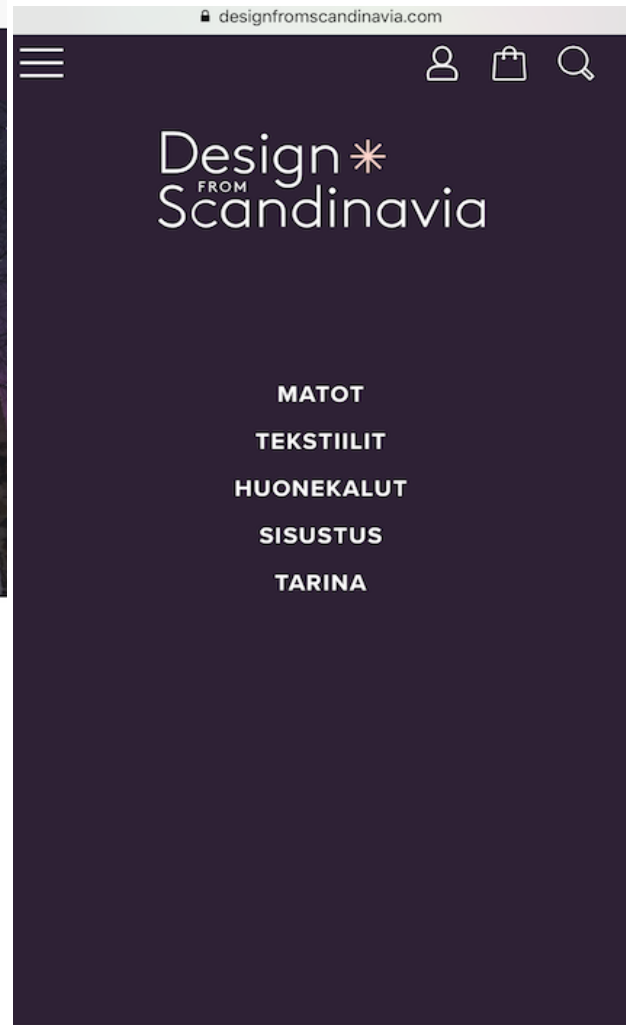 designfromscandinavia.com
Design
FROM
Scandinavia
MATOT
TEKSTIILIT
HUONEKALUT
SISUSTUS
TARINA